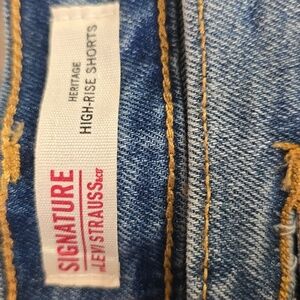 HERITAGE
HIGH-RISE SHORTS
SIGNATURE
LEVI STRAUSS&CO